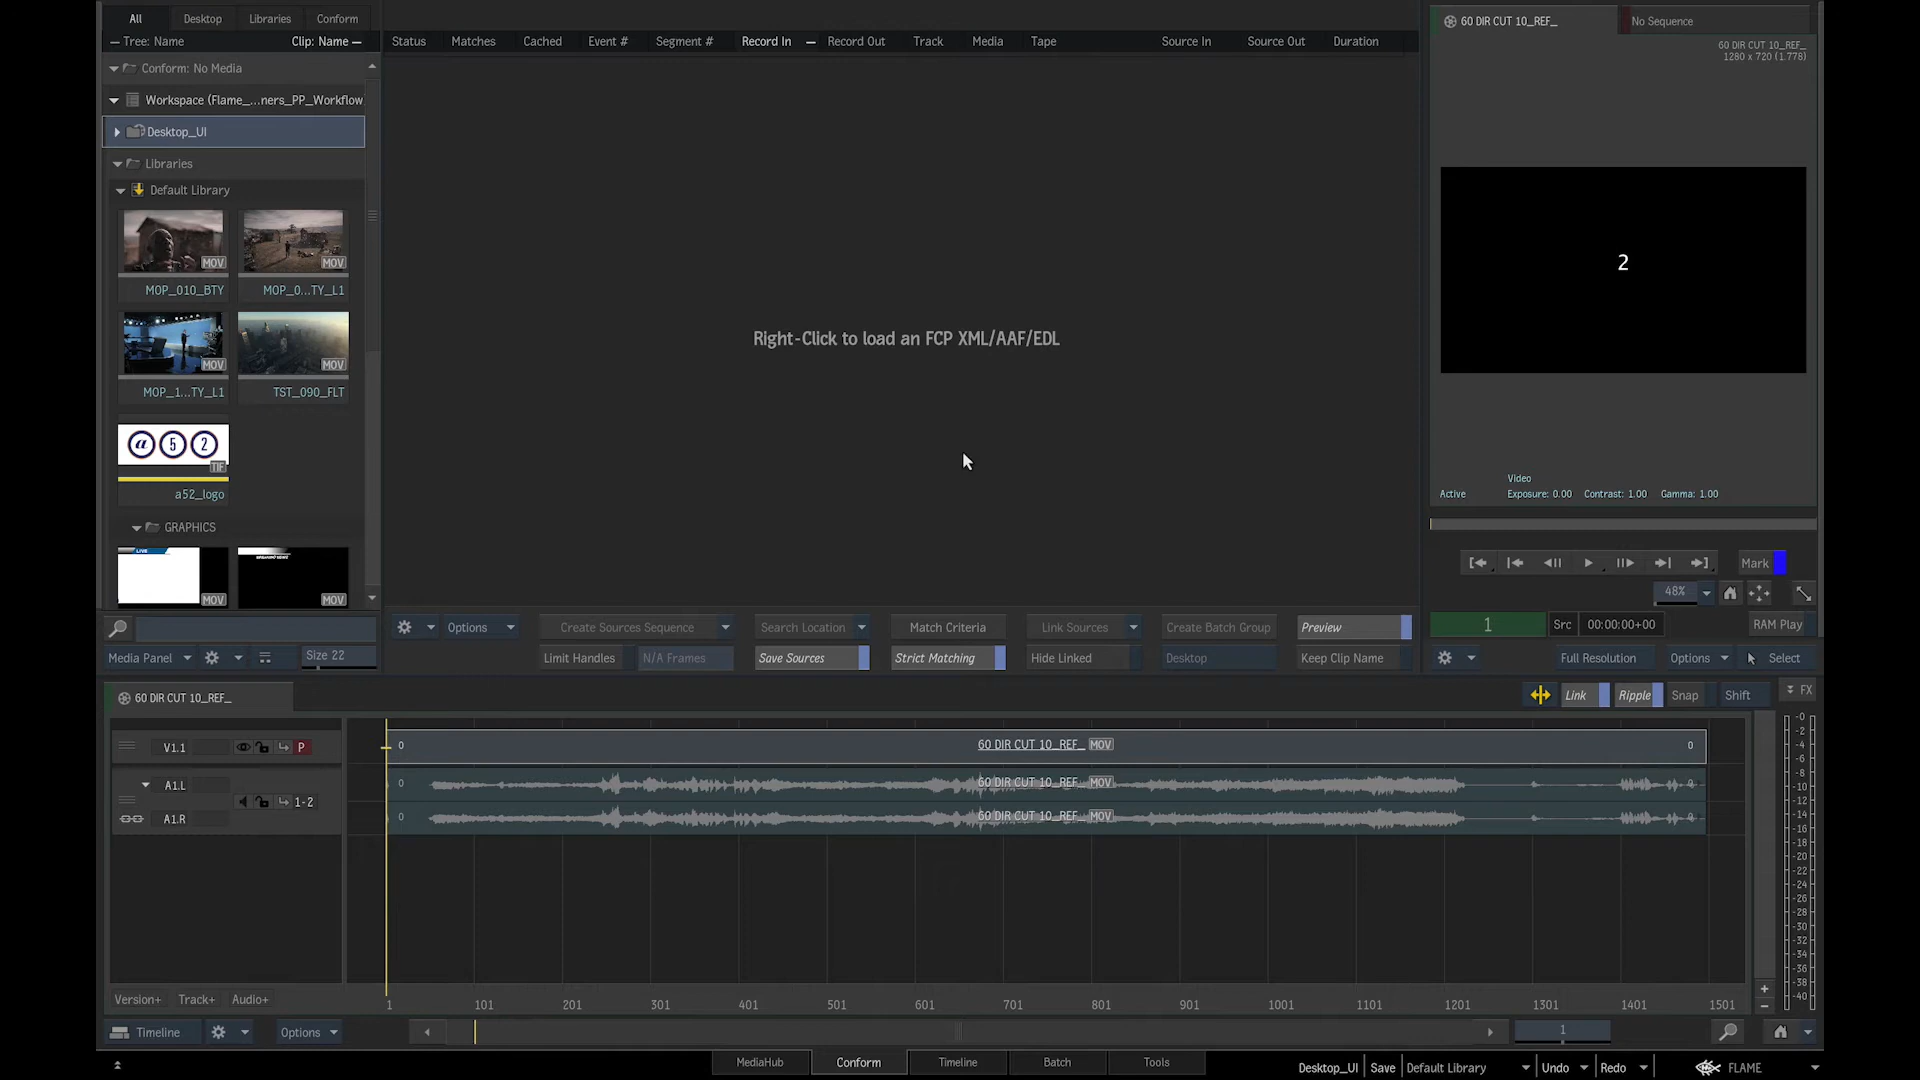 All Desktop Libraries Conform
Tree: Name Clip: Name
Status Matches Cached Event # Segment # Record In Record Out Track Media Tape Source In Source Out Duration
60 DIR CUT 10_REF_ No Sequence
60 DIR CUT 10_REF_
1280 x 720 (1.778)
Conform: No Media
Workspace (Flame_...ners_PP_Workflow
Desktop_UI
Libraries
Default Library
MOV MOV
MOP_010_BTY MOP_0...TY_L1
MOV MOV
MOP_1...TY_L1 TST_090_FLT
a 5 2
TIF
a52_logo
GRAPHICS
LIVE BREAKING NEWS
MOV MOV
Right-Click to load an FCP XML/AAF/EDL
2
Video
Active Exposure: 0.00 Contrast: 1.00 Gamma: 1.00
Mark
48%
1 Src 00:00:00+00 RAM Play
Full Resolution Options Select
Options Create Sources Sequence Search Location Match Criteria Link Sources Create Batch Group Preview
Media Panel Size 22
Limit Handles N/A Frames Save Sources Strict Matching Hide Linked Desktop Keep Clip Name
60 DIR CUT 10_REF_
Link Ripple Snap Shift FX
V1.1 P
0 60 DIR CUT 10_REF_ MOV 0
A1.L
0 60 DIR CUT 10_REF_ MOV 0
1-2
A1.R
0 60 DIR CUT 10_REF_ MOV 0
-0
-2
-4
-6
-8
-10
-12
-14
-16
-18
-20
-22
-24
-26
-28
-30
-32
-34
-36
-38
-40
Version+ Track+ Audio+
1 101 201 301 401 501 601 701 801 901 1001 1101 1201 1301 1401 1501
Timeline Options 1
MediaHub Conform Timeline Batch Tools
Desktop_UI Save Default Library Undo Redo FLAME